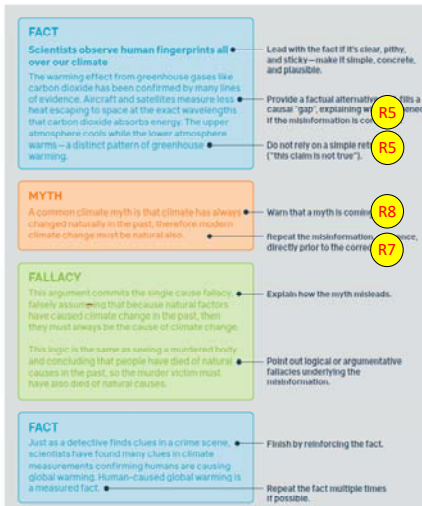 FACT
Scientists observe human fingerprints all
over our climate
The warming effect from greenhouse gases like
carbon dioxide has been confirmed by many lines
of evidence. Aircraft and satellites measure less
heat escaping to space at the exact wavelengths
that carbon dioxide absorbs energy. The upper
atmosphere cools while the lower atmosphere
warms—a distinct pattern of greenhouse
warming.
Lead with the fact if it's clear, pithy,
and sticky—make it simple, concrete,
and plausible.
Provide a factual alternative fills a
causal "gap", explaining
if the misinformation is
R5
Do not rely on a simple
("this claim is not true").
R5
MYTH
A common climate myth is that climate has always
changed naturally in the past, therefore modern
climate change must be natural also.
Warn that a myth is coming
R8
Repeat the misinformation,
directly prior to the
R7
FALLACY
This argument commits the single cause fallacy,
falsely assuming that because natural factors
have caused climate change in the past, then
they must always be the cause of climate change.
This logic is the same as seeing a murdered body
and concluding that people have died of natural
causes in the past, so the murder victim must
have also died of natural causes.
Explain how the myth misleads.
Point out logical or argumentative
fallacies underlying the
misinformation.
FACT
Just as a detective finds clues in a crime scene,
scientists have found many clues in climate
measurements confirming humans are causing
global warming. Human-caused global warming is
a measured fact.
Finish by reinforcing the fact.
Repeat the fact multiple times
if possible.